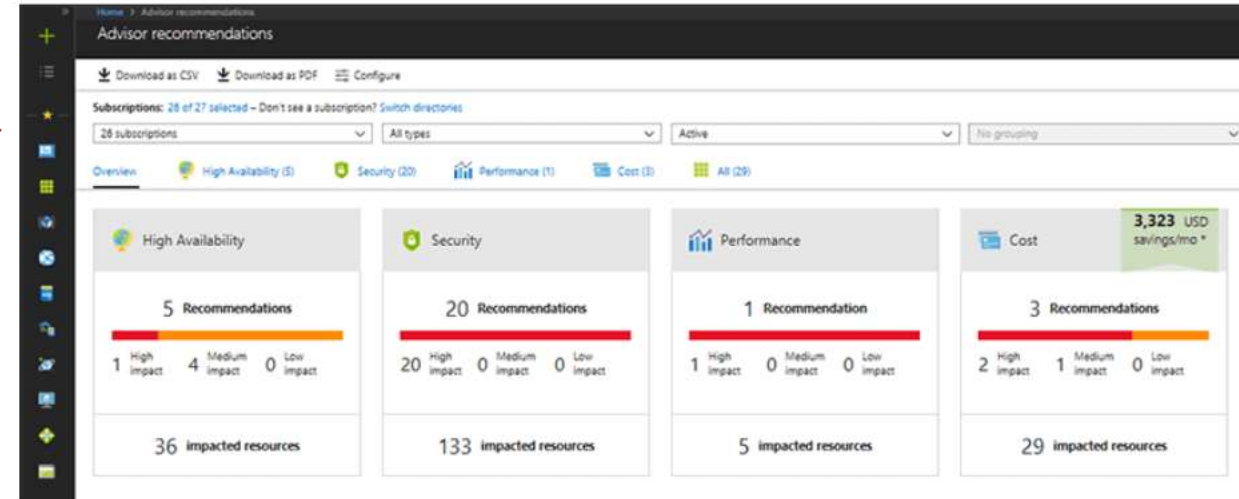 Home > Advisor recommendations
Advisor recommendations
Download as CSV Download as PDF Configure
Subscriptions: 26 of 27 selected – Don't see a subscription? Switch directories
26 subscriptions All types Active No grouping
Overview High Availability (5) Security (20) Performance (1) Cost (3) All (29)
High Availability Security Performance Cost 3,323 USD savings/mo *
5 Recommendations 20 Recommendations 1 Recommendation 3 Recommendations
1 High impact 4 Medium impact 0 Low impact 20 High impact 0 Medium impact 0 Low impact 1 High impact 0 Medium impact 0 Low impact 2 High impact 1 Medium impact 0 Low impact
36 impacted resources 133 impacted resources 5 impacted resources 29 impacted resources